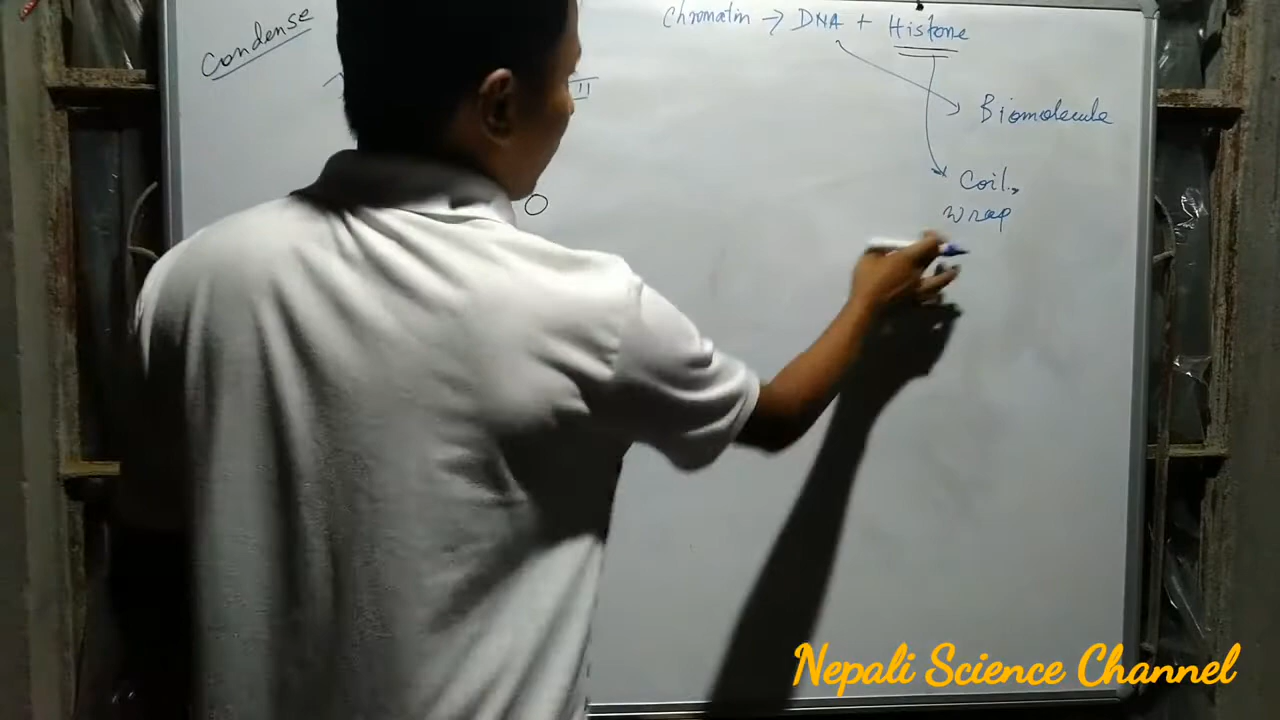 Condense
Chromatin → DNA + Histone
Biomolecule
Coil,
wrap
Nepali Science Channel